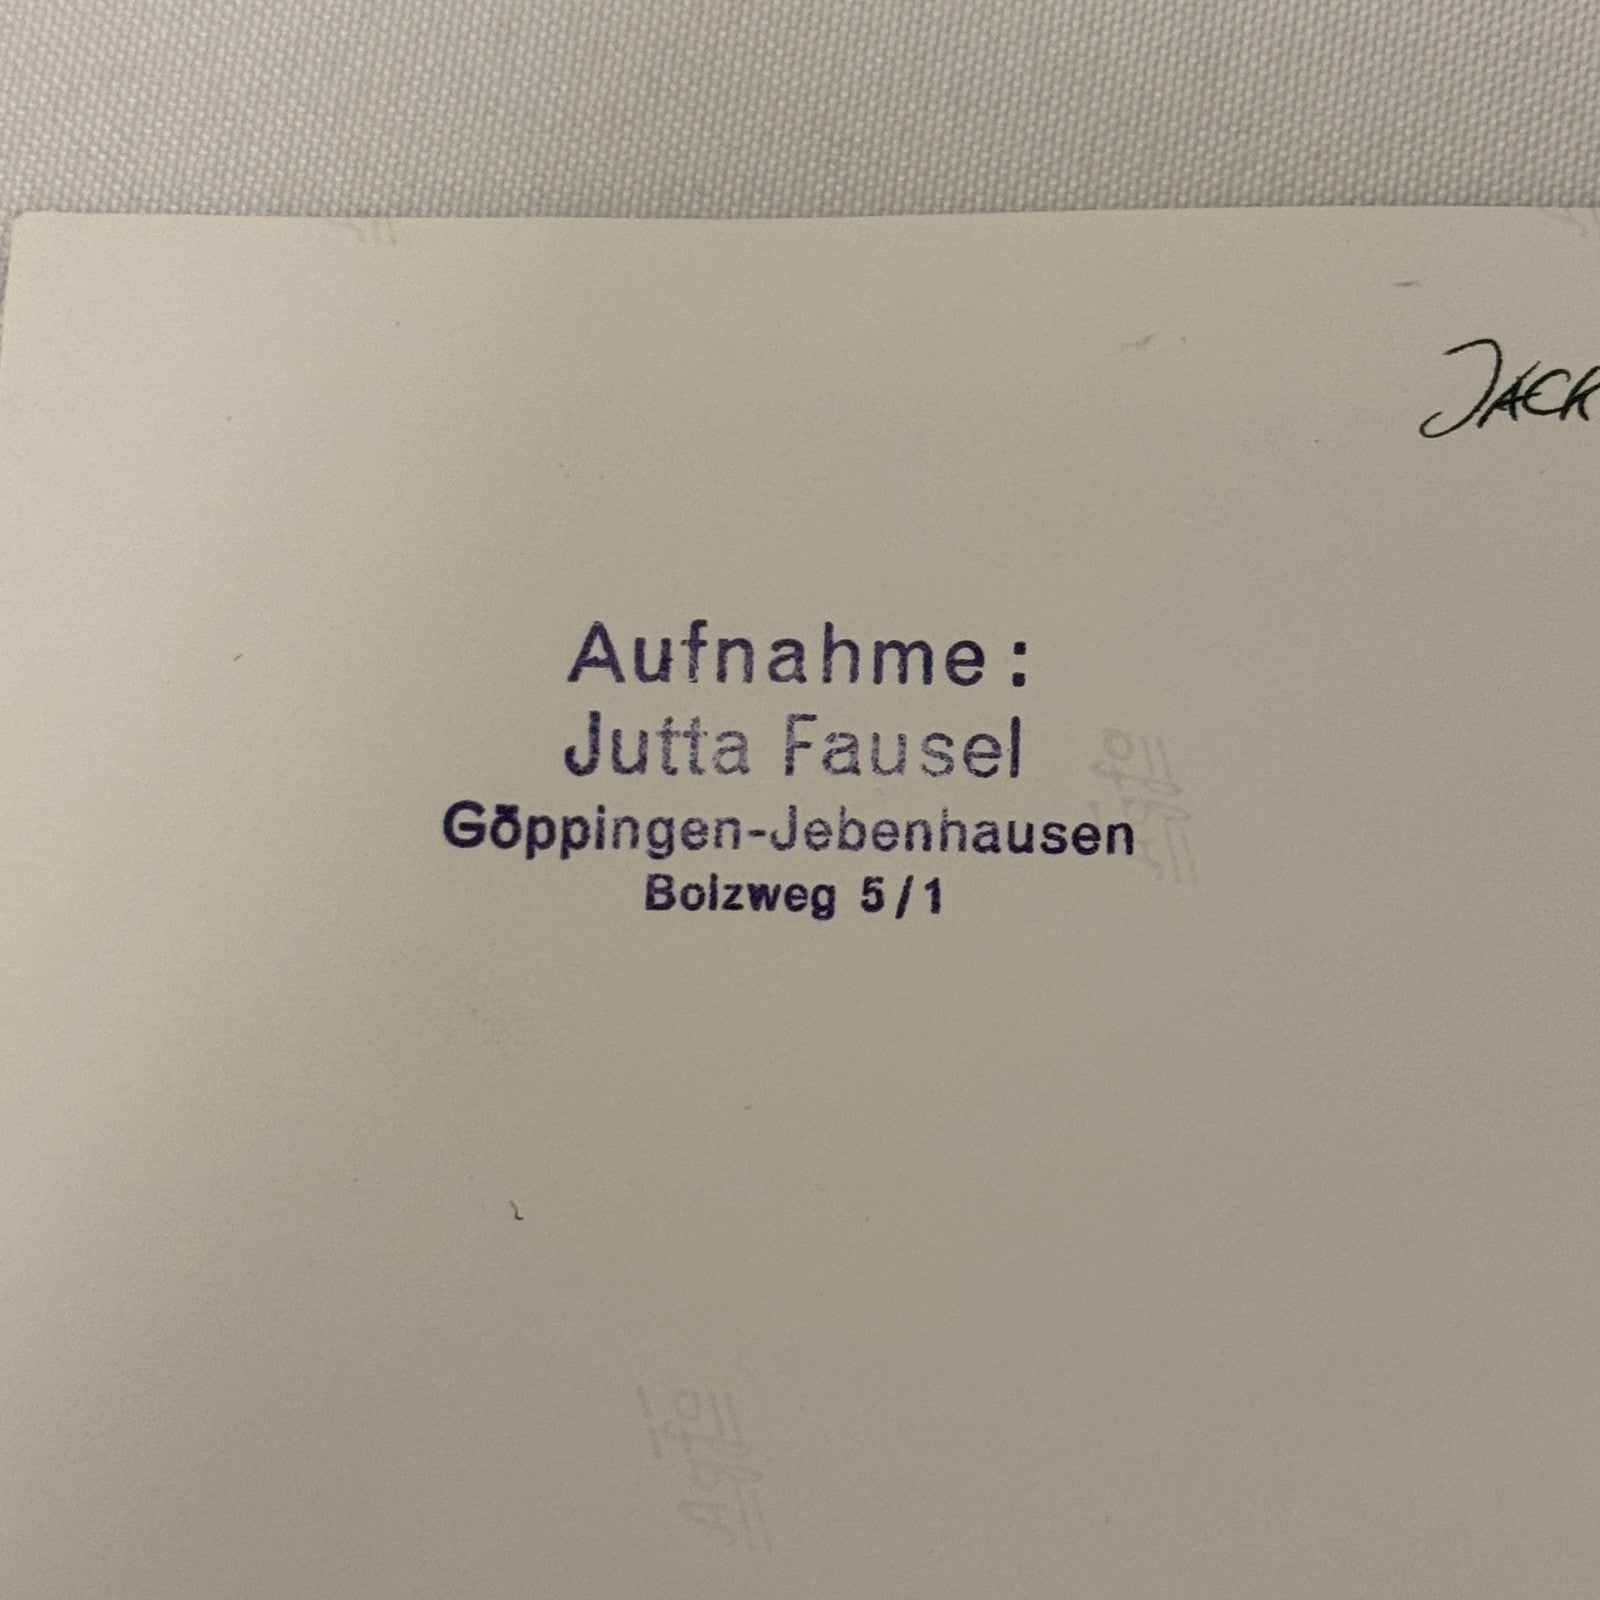 JACK
Aufnahme:
Jutta Fausel
Göppingen-Jebenhausen
Bolzweg 5/1